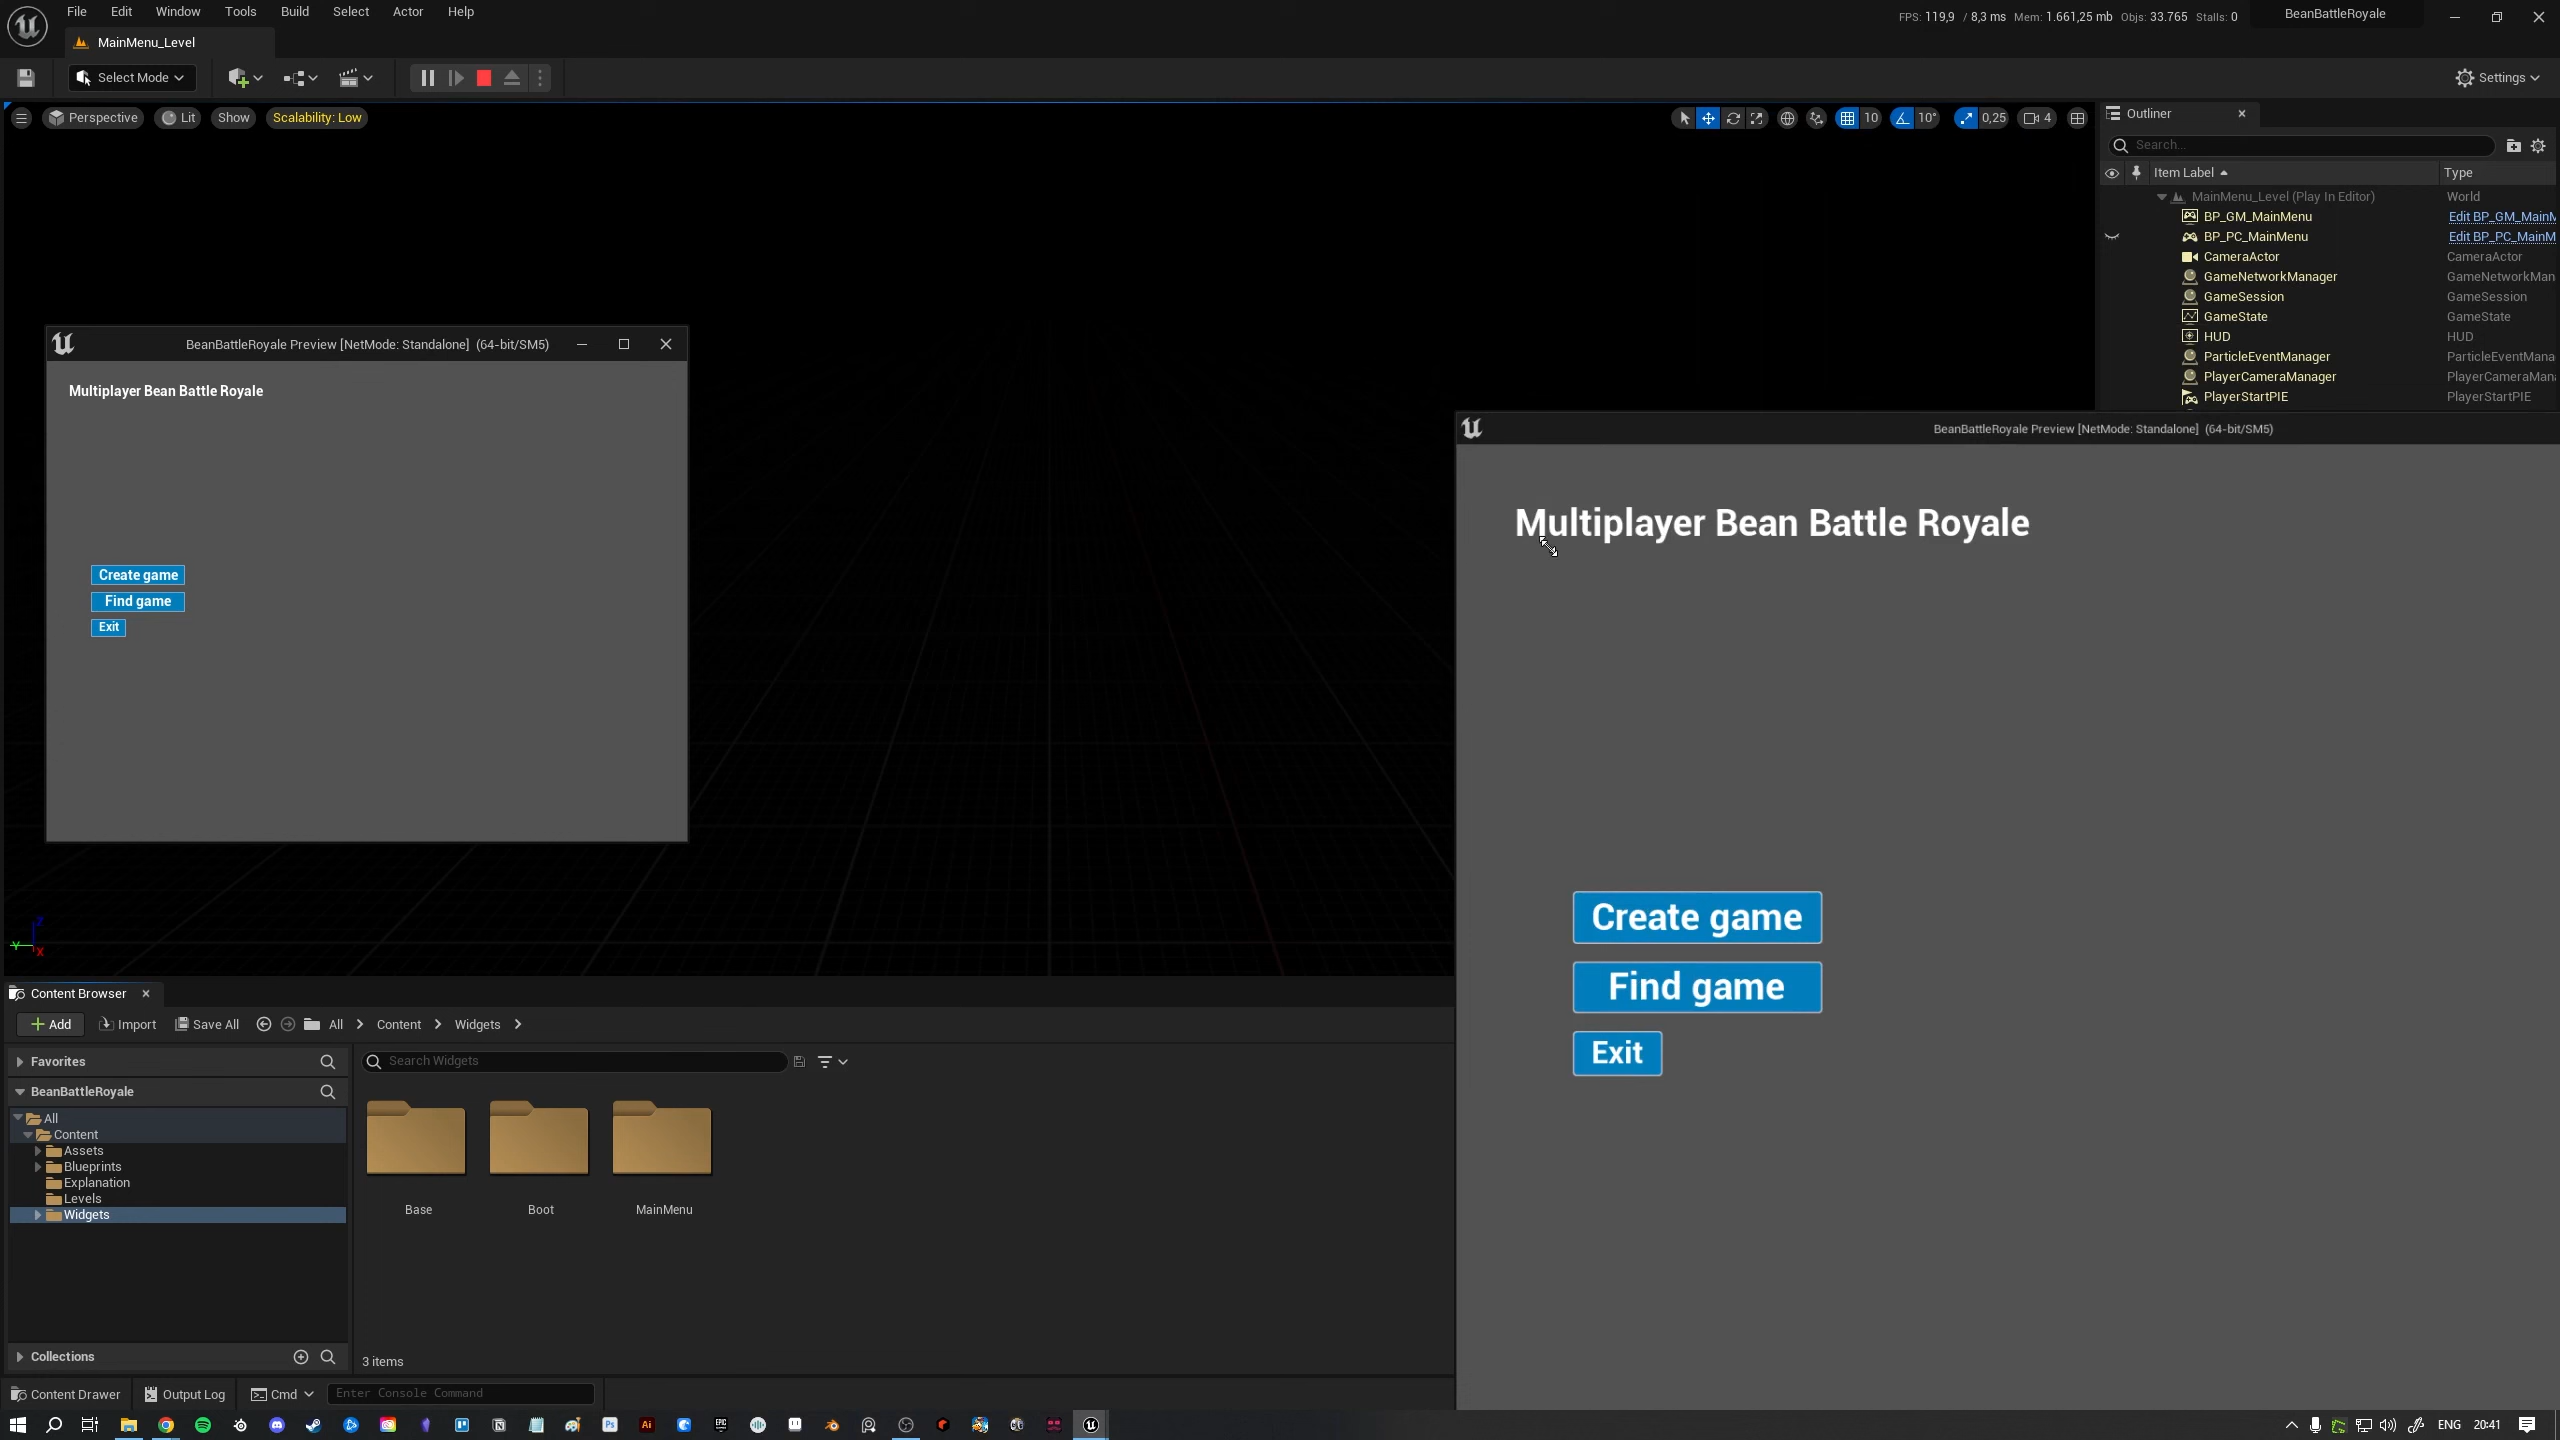 File Edit Window Tools Build Select Actor Help
FPS: 119,9 / 8,3 ms Mem: 1.661,25 mb Objs: 33.765 Stalls: 0 BeanBattleRoyale
MainMenu_Level
Select Mode
Settings
Perspective Lit Show Scalability: Low
10 10° 0,25 4
Outliner
Search...
Item Label Type
MainMenu_Level (Play In Editor) World
BP_GM_MainMenu Edit BP_GM_MainM
BP_PC_MainMenu Edit BP_PC_MainM
CameraActor CameraActor
GameNetworkManager GameNetworkMan
GameSession GameSession
GameState GameState
HUD HUD
ParticleEventManager ParticleEventMana
PlayerCameraManager PlayerCameraMan
PlayerStartPIE PlayerStartPIE
BeanBattleRoyale Preview [NetMode: Standalone] (64-bit/SM5)
Multiplayer Bean Battle Royale
Create game
Find game
Exit
BeanBattleRoyale Preview [NetMode: Standalone] (64-bit/SM5)
Multiplayer Bean Battle Royale
Create game
Find game
Exit
Z
Y
X
Content Browser
Add Import Save All All Content Widgets
Favorites
Search Widgets
BeanBattleRoyale
All
Content
Assets
Blueprints
Explanation
Levels
Widgets
Base Boot MainMenu
Collections
3 items
Content Drawer Output Log Cmd Enter Console Command
Ps Ai EPIC
ENG 20:41